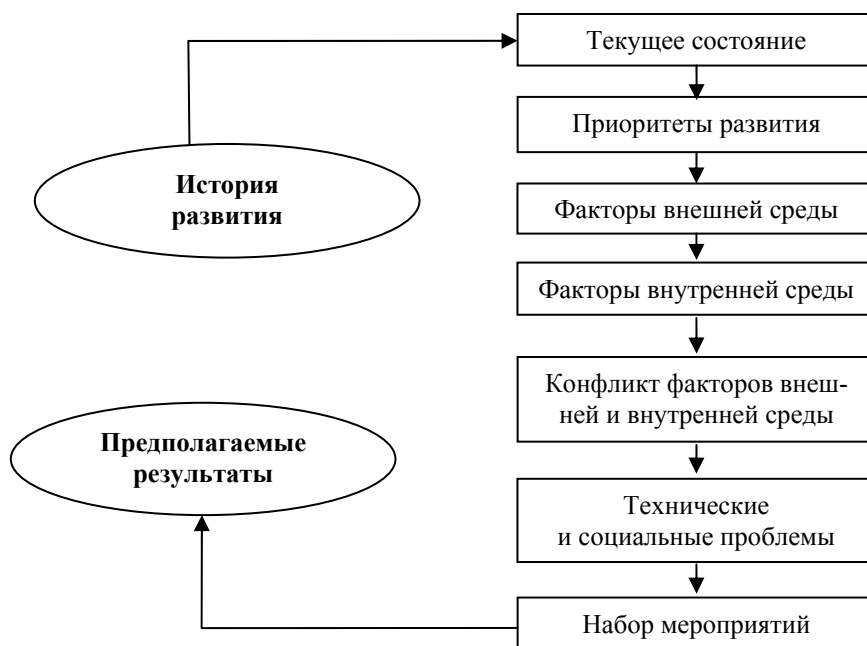 Текущее состояние
Приоритеты развития
История
развития
Факторы внешней среды
Факторы внутренней среды
Конфликт факторов внеш-
ней и внутренней среды
Предполагаемые
результаты
Технические
и социальные проблемы
Набор мероприятий